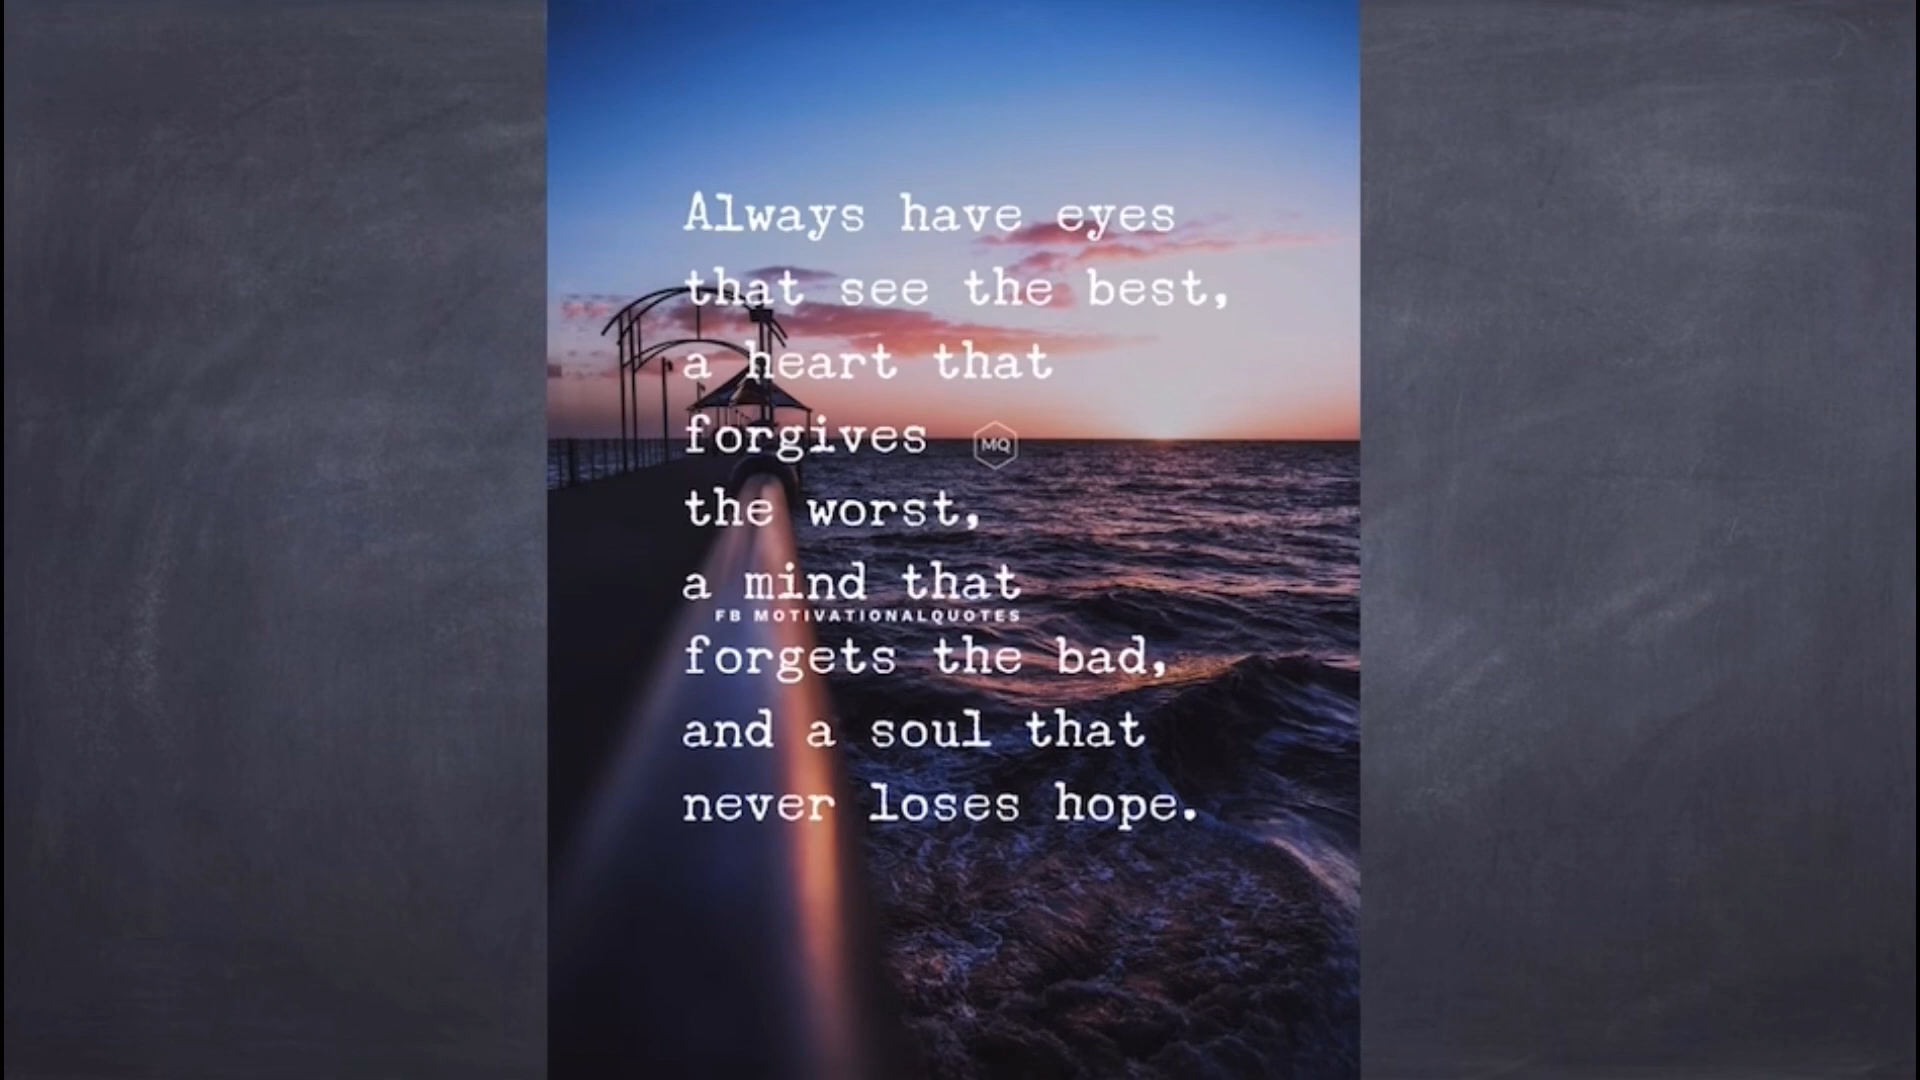 Always have eyes
that see the best,
a heart that
forgives
MQ
the worst,
a mind that
FB MOTIVATIONALQUOTES
forgets the bad,
and a soul that
never loses hope.